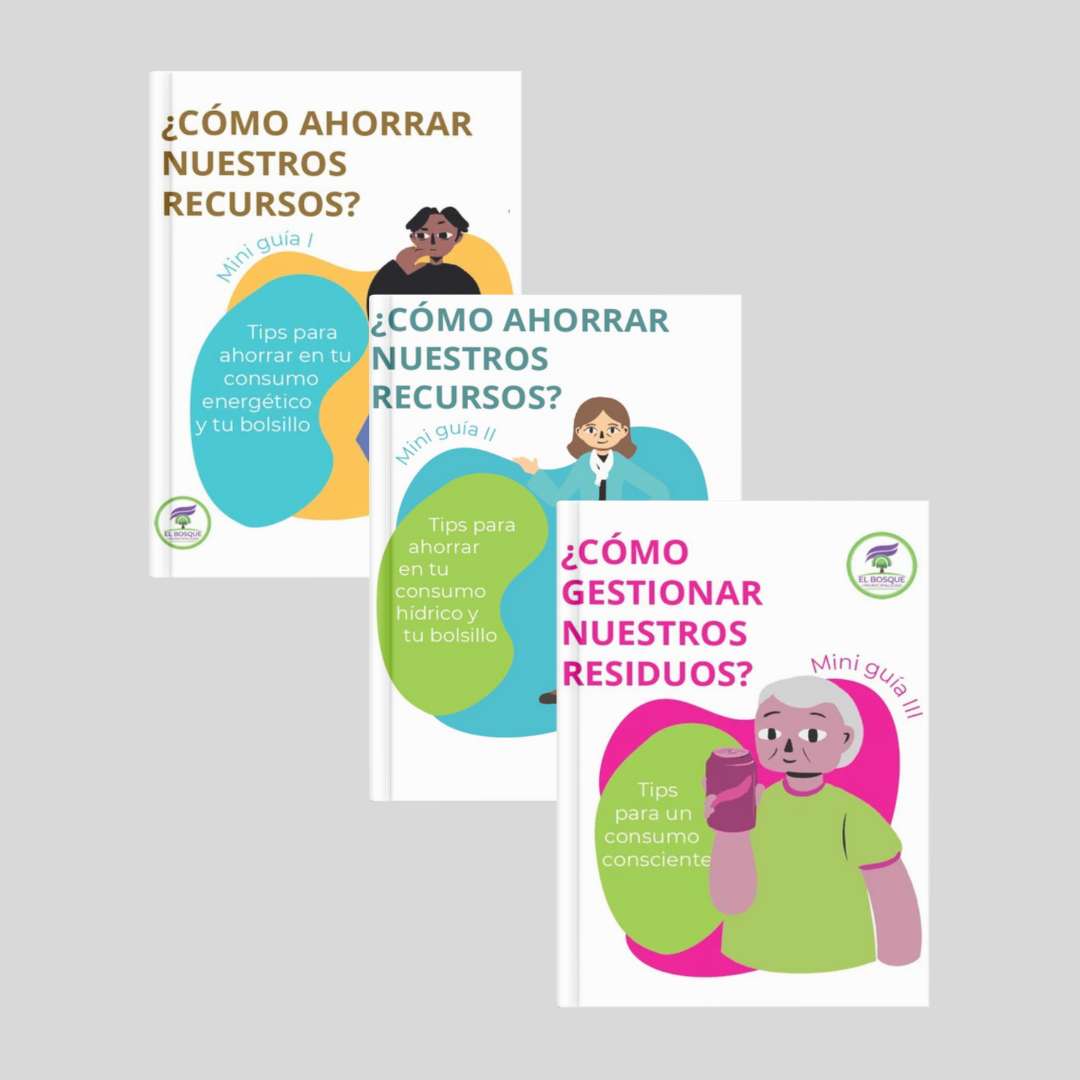 ¿CÓMO AHORRAR
NUESTROS
RECURSOS?
Mini guía I
Tips para
ahorrar en tu
consumo
energético
y tu bolsillo
EL BOSQUE
¿CÓMO AHORRAR
NUESTROS
RECURSOS?
Mini guía II
Tips para
ahorrar
en tu
consumo
hídrico y
tu bolsillo
¿CÓMO
GESTIONAR
NUESTROS
RESIDUOS?
EL BOSQUE
Mini guía III
Tips
para un
consumo
consciente